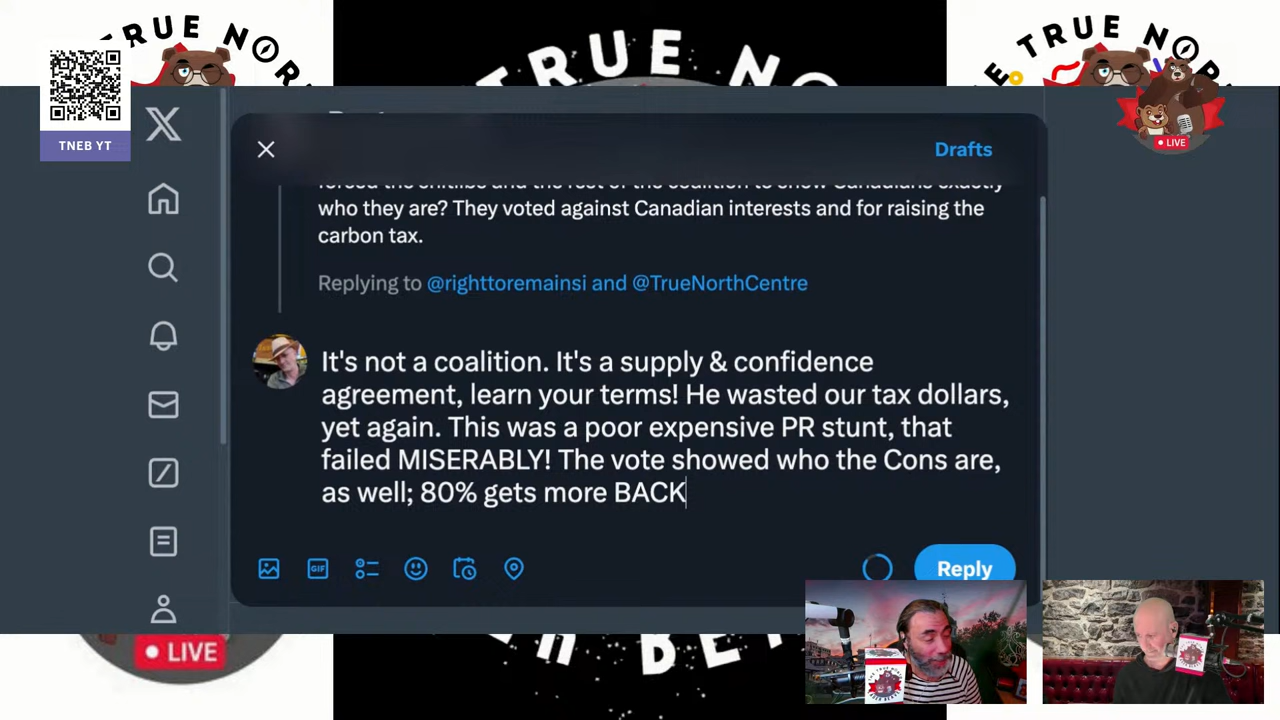 TRUE NOR
TRUE NO
E TRUE NOR
TNEB YT
LIVE
Drafts
who they are? They voted against Canadian interests and for raising the
carbon tax.
Replying to @righttoremainsi and @TrueNorthCentre
It's not a coalition. It's a supply & confidence
agreement, learn your terms! He wasted our tax dollars,
yet again. This was a poor expensive PR stunt, that
failed MISERABLY! The vote showed who the Cons are,
as well; 80% gets more BACK
GIF
Reply
LIVE